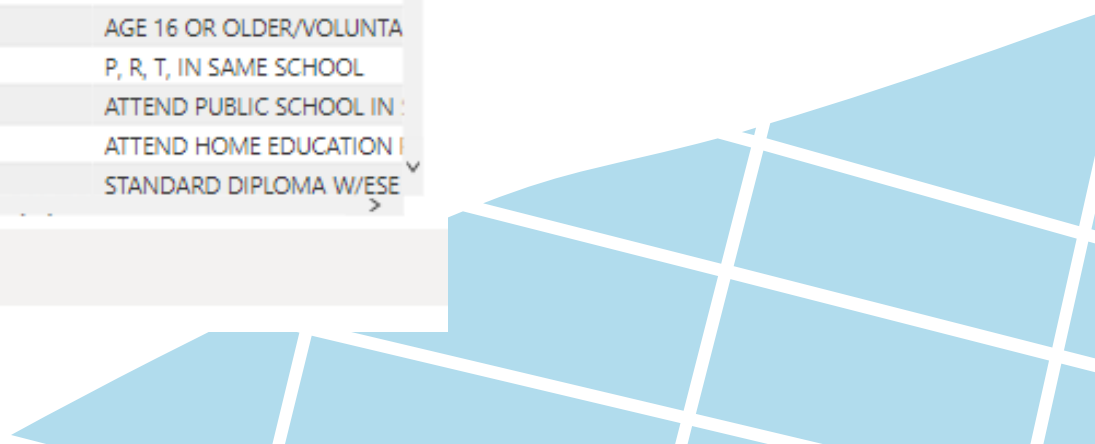 AGE 16 OR OLDER/VOLUNTA
P, R, T, IN SAME SCHOOL
ATTEND PUBLIC SCHOOL IN
ATTEND HOME EDUCATION
STANDARD DIPLOMA W/ESE